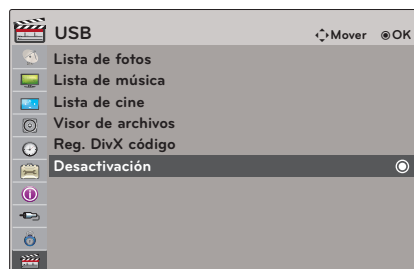 USB
Mover OK
Lista de fotos
Lista de música
Lista de cine
Visor de archivos
Reg. DivX código
Desactivación